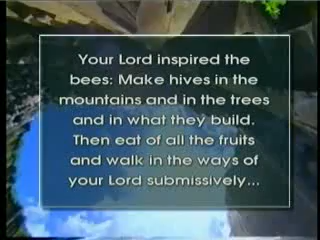 Your Lord inspired the
bees: Make hives in the
mountains and in the trees
and in what they build.
Then eat of all the fruits
and walk in the ways of
your Lord submissively...